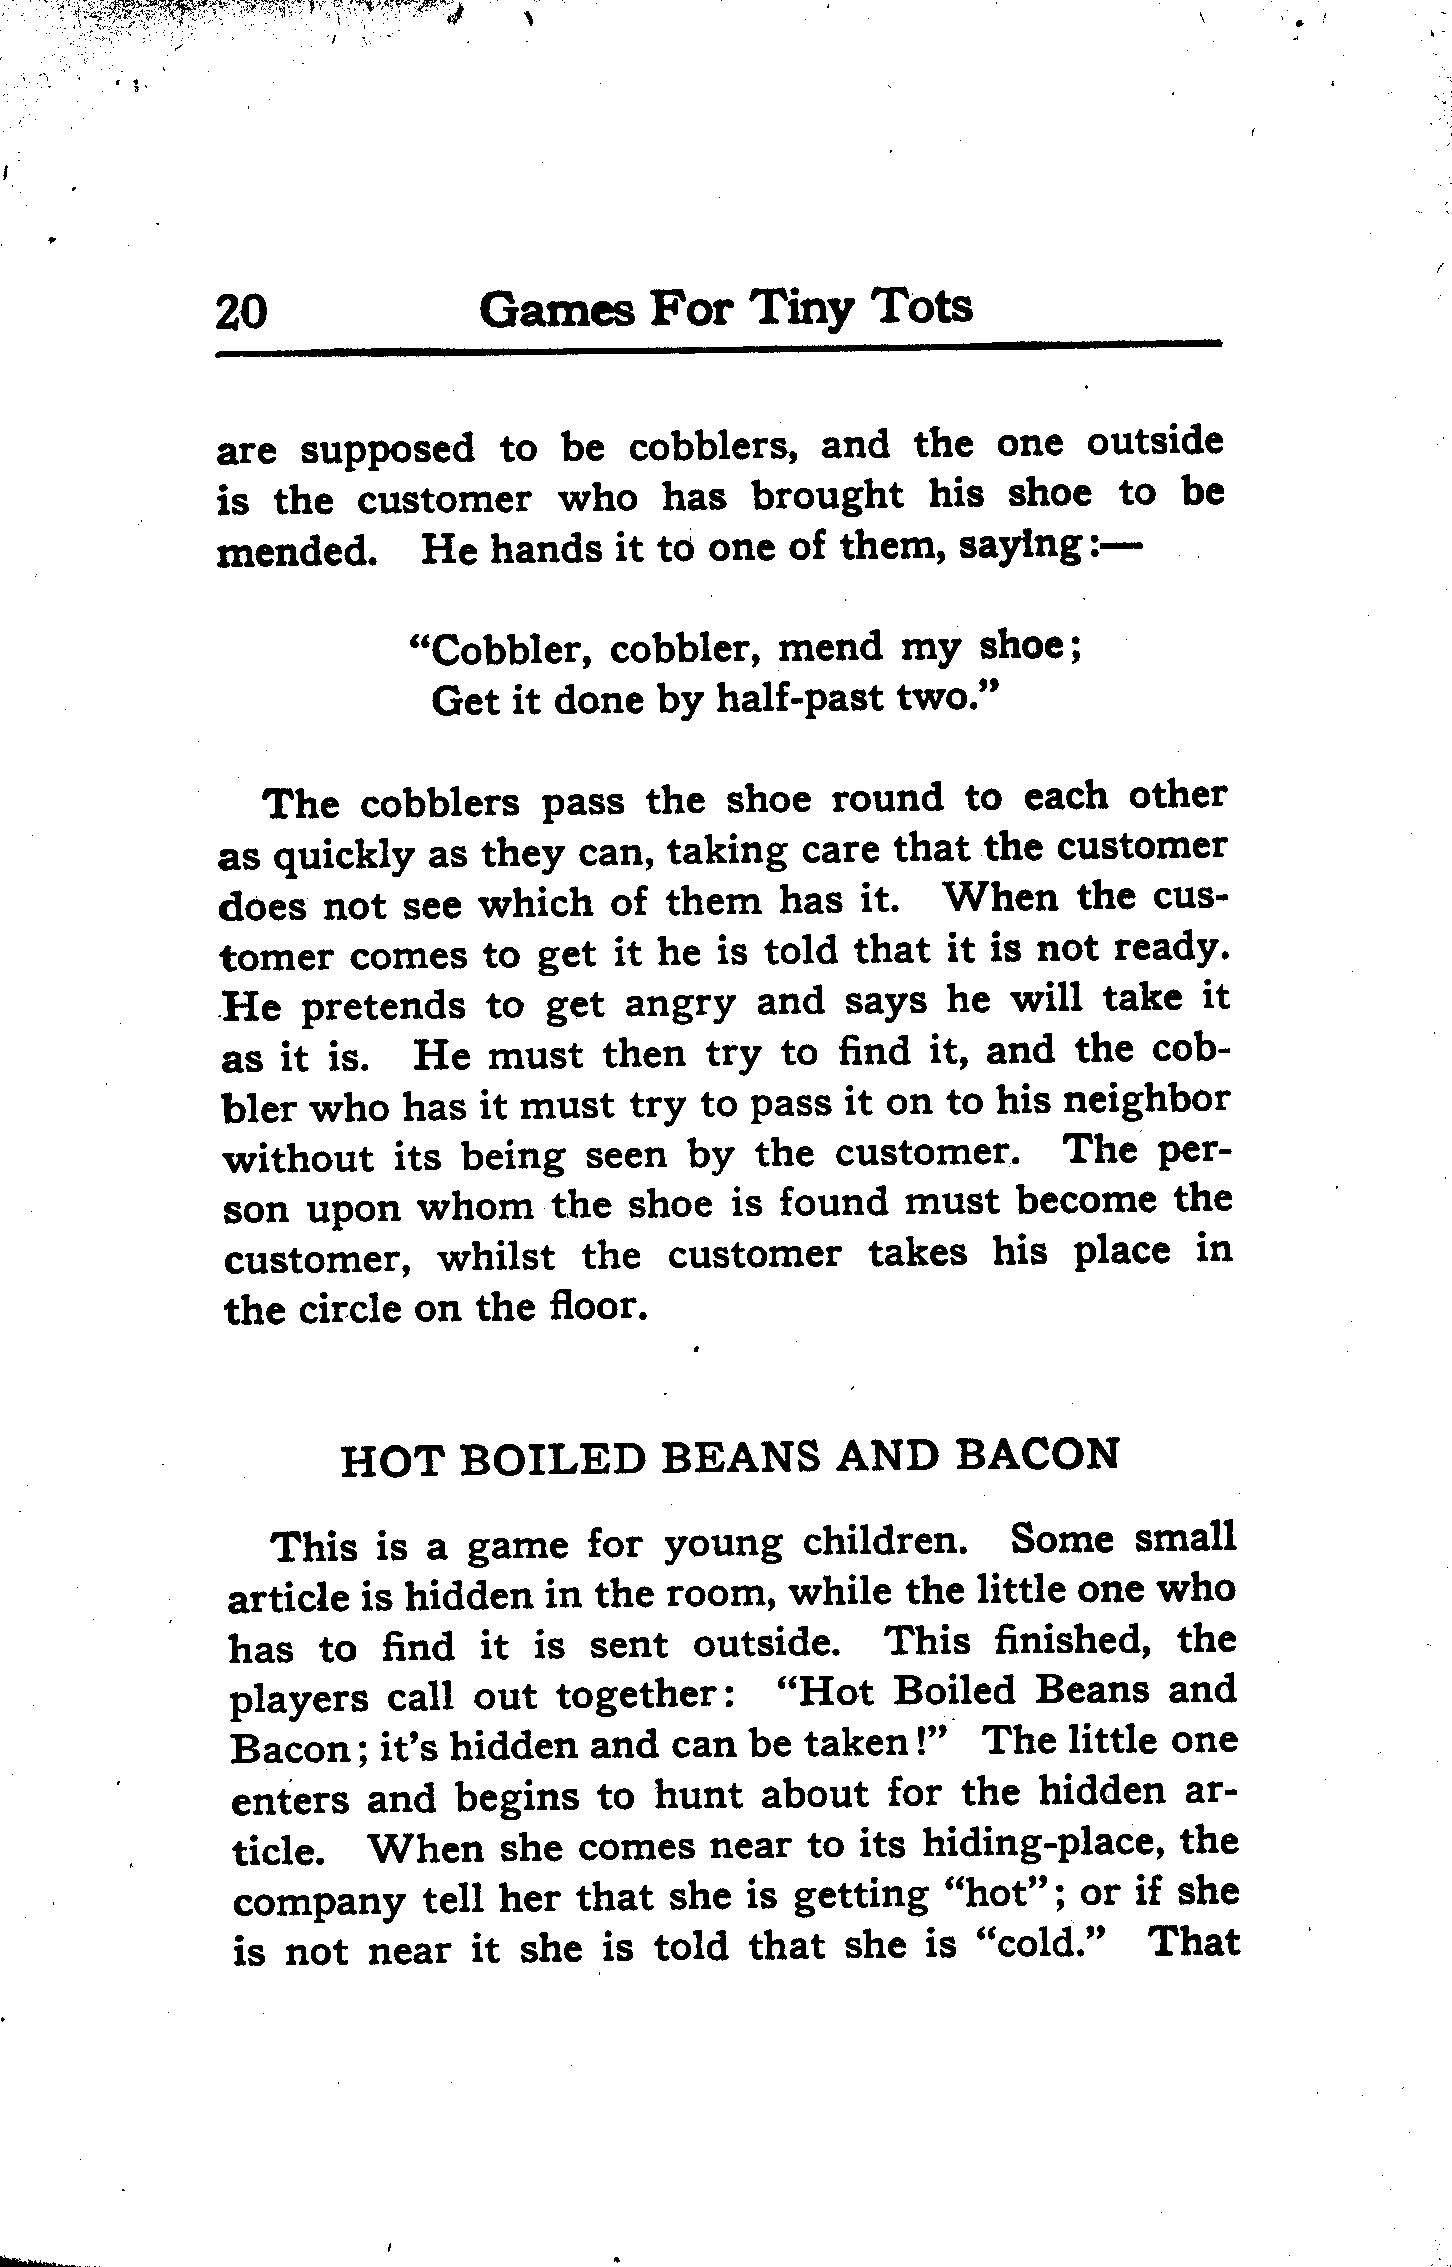 20 Games For Tiny Tots
are supposed to be cobblers, and the one outside
is the customer who has brought his shoe to be
mended. He hands it to one of them, saying:—
“Cobbler, cobbler, mend my shoe;
Get it done by half-past two.”
The cobblers pass the shoe round to each other
as quickly as they can, taking care that the customer
does not see which of them has it. When the cus-
tomer comes to get it he is told that it is not ready.
He pretends to get angry and says he will take it
as it is. He must then try to find it, and the cob-
bler who has it must try to pass it on to his neighbor
without its being seen by the customer. The per-
son upon whom the shoe is found must become the
customer, whilst the customer takes his place in
the circle on the floor.
HOT BOILED BEANS AND BACON
This is a game for young children. Some small
article is hidden in the room, while the little one who
has to find it is sent outside. This finished, the
players call out together: “Hot Boiled Beans and
Bacon; it’s hidden and can be taken!” The little one
enters and begins to hunt about for the hidden ar-
ticle. When she comes near to its hiding-place, the
company tell her that she is getting “hot”; or if she
is not near it she is told that she is “cold.” That